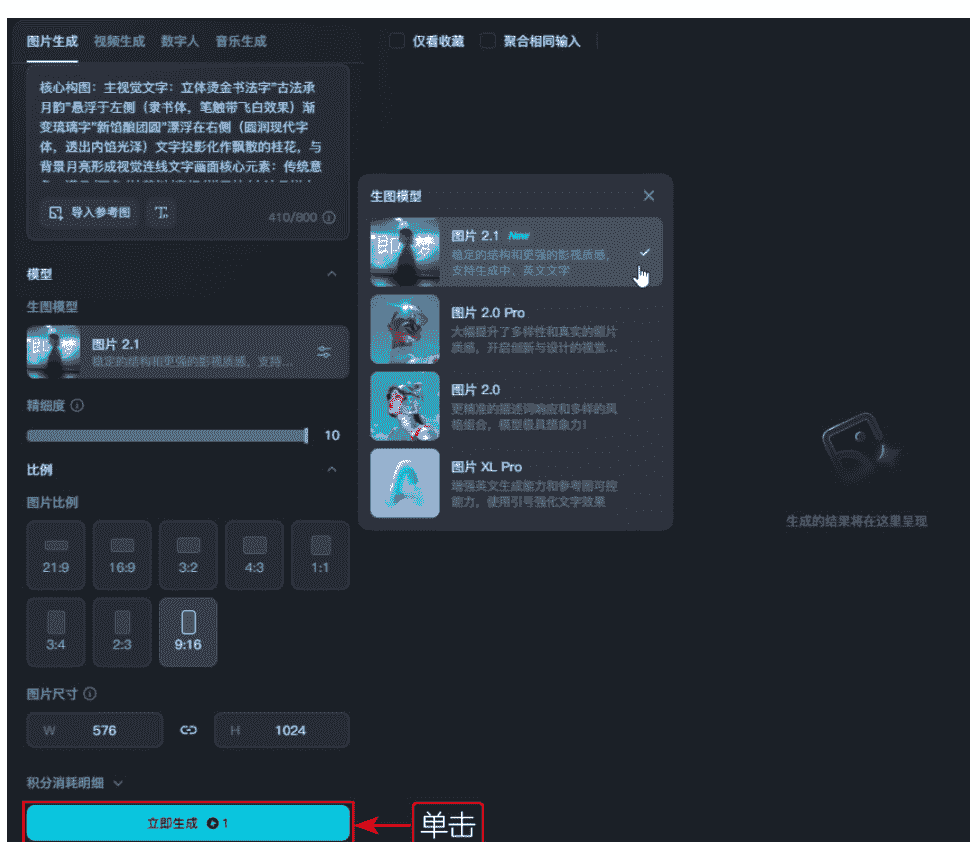 图片生成 视频生成 数字人 音乐生成
仅看收藏 聚合相同输入
核心构图：主视觉文字：立体烫金书法字"古法承
月韵"悬浮于左侧（隶书体，笔触带飞白效果）渐
变琉璃字"新馅酿团圆"漂浮在右侧（圆润现代字
体，透出内馅光泽）文字投影化作飘散的桂花，与
背景月亮形成视觉连线文字画面核心元素：传统意
导入参考图 T
410/800
模型
生图模型
图片 2.1
稳定的结构和更强的影视质感，支持...
精细度
10
比例
图片比例
21:9 16:9 3:2 4:3 1:1
3:4 2:3 9:16
图片尺寸
W 576 H 1024
积分消耗明细
立即生成 1
单击
生图模型
图片 2.1 New
稳定的结构和更强的影视质感，
支持生成中、英文文字
图片 2.0 Pro
大幅提升了多样性和真实的照片
质感，开启创新与设计的视觉...
图片 2.0
更精准的描述词响应和多样的风
格组合，模型极具想象力！
图片 XL Pro
增强英文生成能力和参考图可控
能力，使用引号强化文字效果
生成的结果将在这里呈现